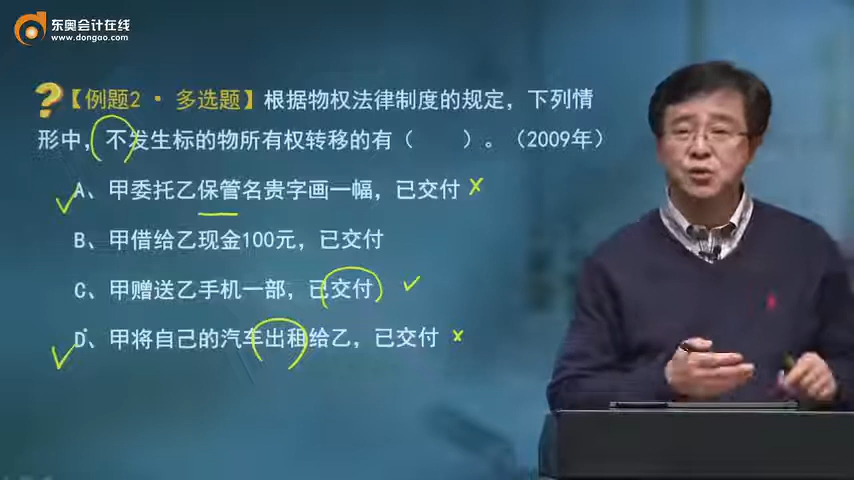 东奥会计在线
www.dongao.com
【例题2·多选题】根据物权法律制度的规定，下列情
形中，不发生标的物所有权转移的有（ ）。（2009年）
A、甲委托乙保管名贵字画一幅，已交付
B、甲借给乙现金100元，已交付
C、甲赠送乙手机一部，已交付
D、甲将自己的汽车出租给乙，已交付